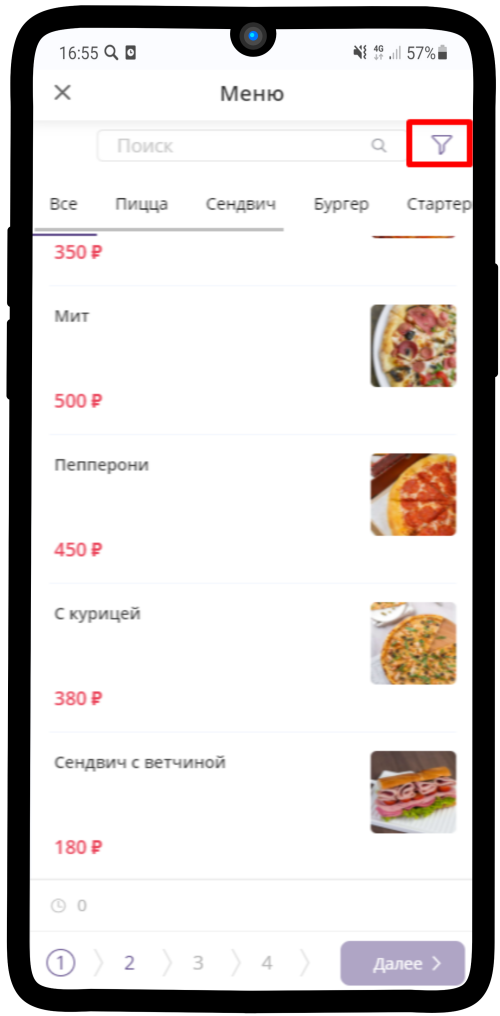 16:55
4G
57%
Меню
Поиск
Все Пицца Сендвич Бургер Стартер
350 ₽
Мит
500 ₽
Пепперони
450 ₽
С курицей
380 ₽
Сендвич с ветчиной
180 ₽
0
1 2 3 4 Далее